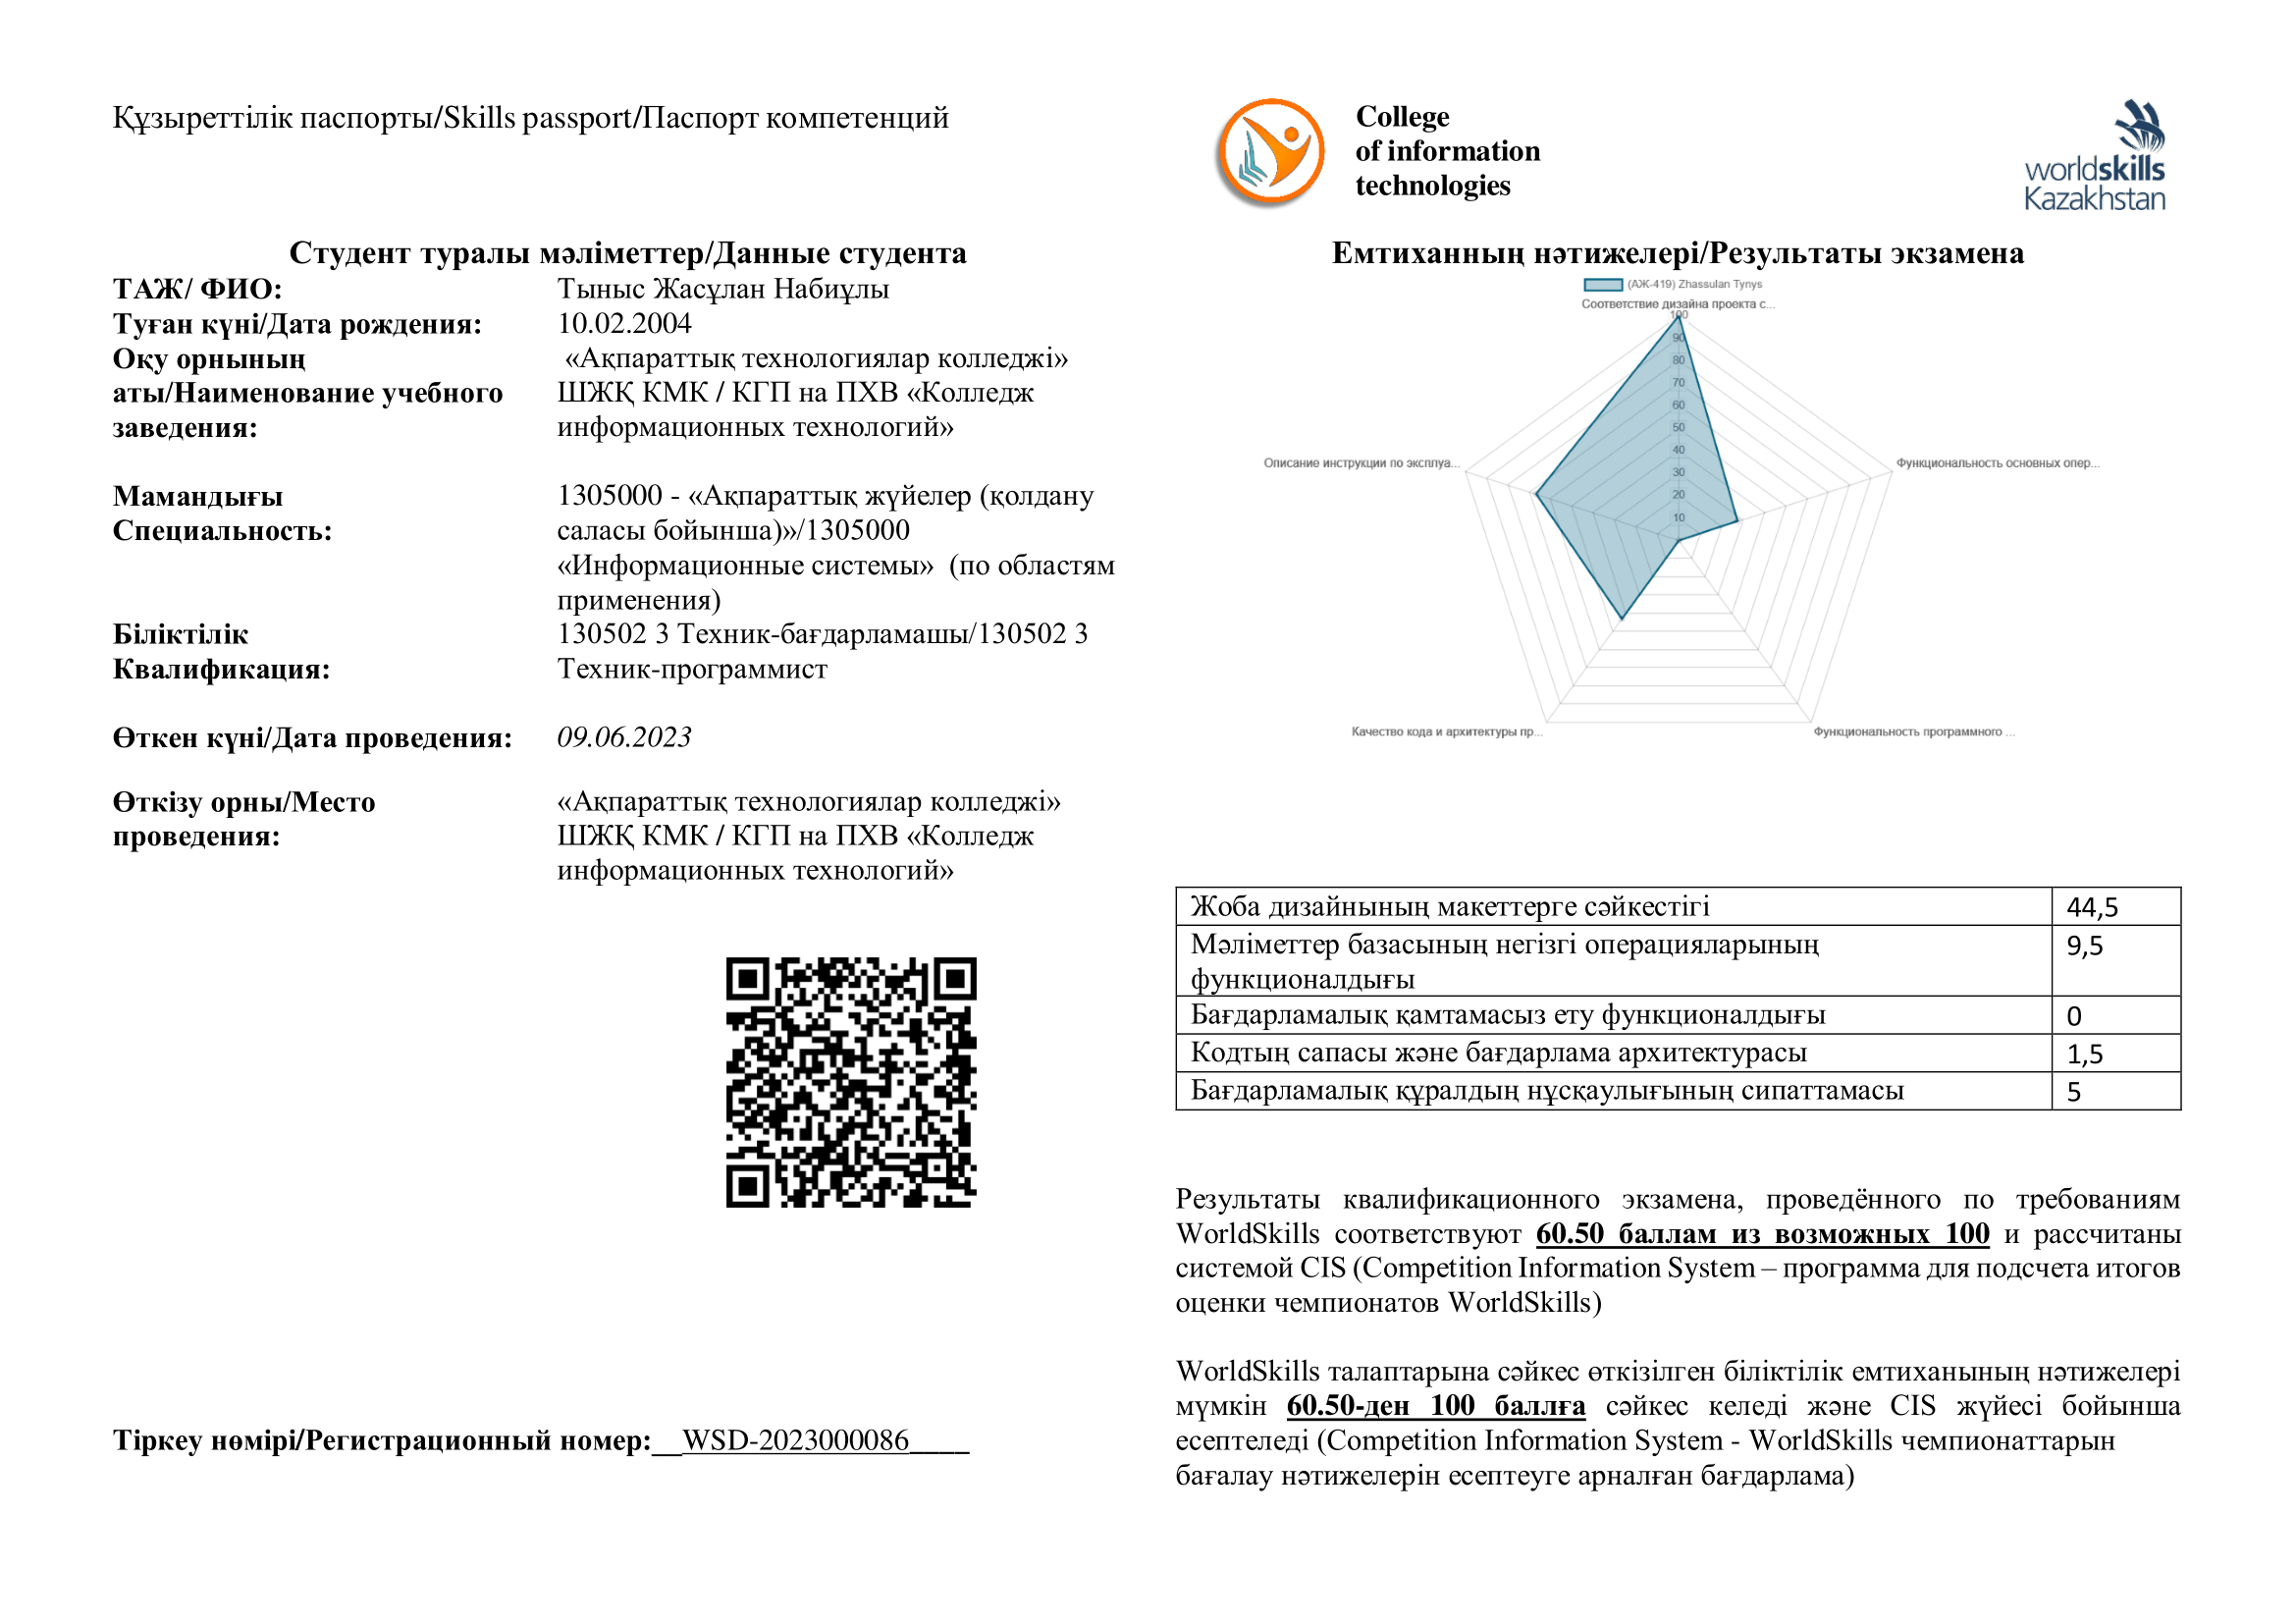 Құзыреттілік паспорты/Skills passport/Паспорт компетенций
Студент туралы мәліметтер/Данные студента
ТАЖ/ ФИО: Тыныс Жасұлан Набиұлы
Туған күні/Дата рождения: 10.02.2004
Оқу орнының «Ақпараттық технологиялар колледжі»
аты/Наименование учебного ШЖҚ КМК / КГП на ПХВ «Колледж
заведения: информационных технологий»
Мамандығы 1305000 - «Ақпараттық жүйелер (қолдану
Специальность: саласы бойынша)»/1305000
«Информационные системы» (по областям
применения)
Біліктілік 130502 3 Техник-бағдарламашы/130502 3
Квалификация: Техник-программист
Өткен күні/Дата проведения: 09.06.2023
Өткізу орны/Место «Ақпараттық технологиялар колледжі»
проведения: ШЖҚ КМК / КГП на ПХВ «Колледж
информационных технологий»
Тіркеу нөмірі/Регистрационный номер:__WSD-2023000086____
College
of information
technologies
worldskills
Kazakhstan
Емтиханның нәтижелері/Результаты экзамена
(АЖ-419) Zhassulan Tynys
Соответствие дизайна проекта с...
100
90
80
70
60
50
40
30
20
10
Описание инструкции по эксплуа...
Функциональность основных опер...
Качество кода и архитектуры пр...
Функциональность программного ...
Жоба дизайнының макеттерге сәйкестігі 44,5
Мәліметтер базасының негізгі операцияларының 9,5
функционалдығы
Бағдарламалық қамтамасыз ету функционалдығы 0
Кодтың сапасы және бағдарлама архитектурасы 1,5
Бағдарламалық құралдың нұсқаулығының сипаттамасы 5
Результаты квалификационного экзамена, проведённого по требованиям
WorldSkills соответствуют 60.50 баллам из возможных 100 и рассчитаны
системой CIS (Competition Information System – программа для подсчета итогов
оценки чемпионатов WorldSkills)
WorldSkills талаптарына сәйкес өткізілген біліктілік емтиханының нәтижелері
мүмкін 60.50-ден 100 баллға сәйкес келеді және CIS жүйесі бойынша
есептеледі (Competition Information System - WorldSkills чемпионаттарын
бағалау нәтижелерін есептеуге арналған бағдарлама)